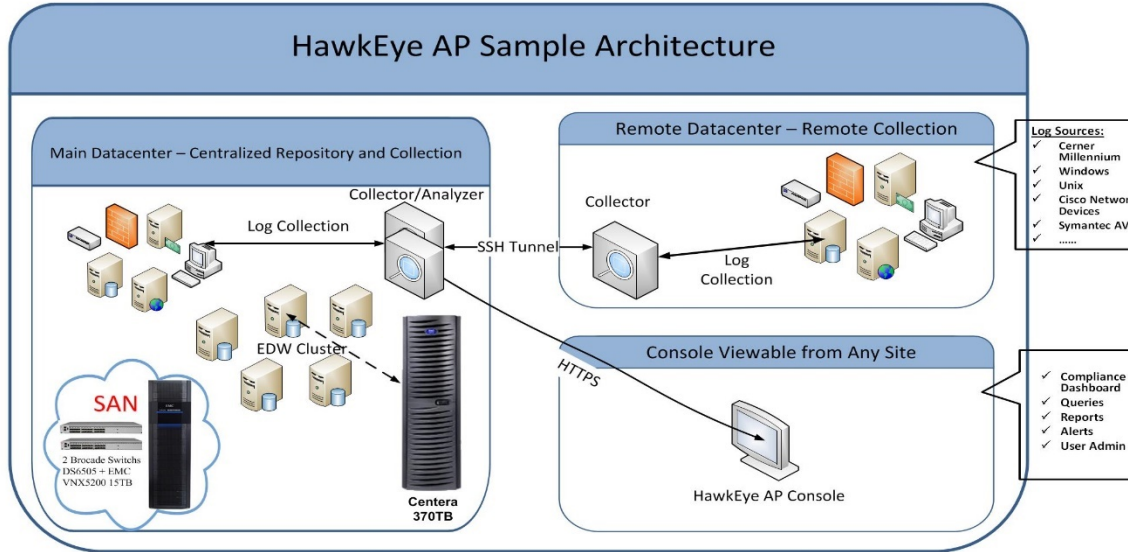 HawkEye AP Sample Architecture
Main Datacenter – Centralized Repository and Collection
Collector/Analyzer
Log Collection
SSH Tunnel
EDW Cluster
SAN
2 Brocade Switchs
DS6505 + EMC
VNX5200 15TB
Centera
370TB
HTTPS
Remote Datacenter – Remote Collection
Collector
Log
Collection
Log Sources:
✓ Cerner
Millennium
✓ Windows
✓ Unix
✓ Cisco Network
Devices
✓ Symantec AV
✓ ......
Console Viewable from Any Site
HawkEye AP Console
✓ Compliance
Dashboard
✓ Queries
✓ Reports
✓ Alerts
✓ User Admin